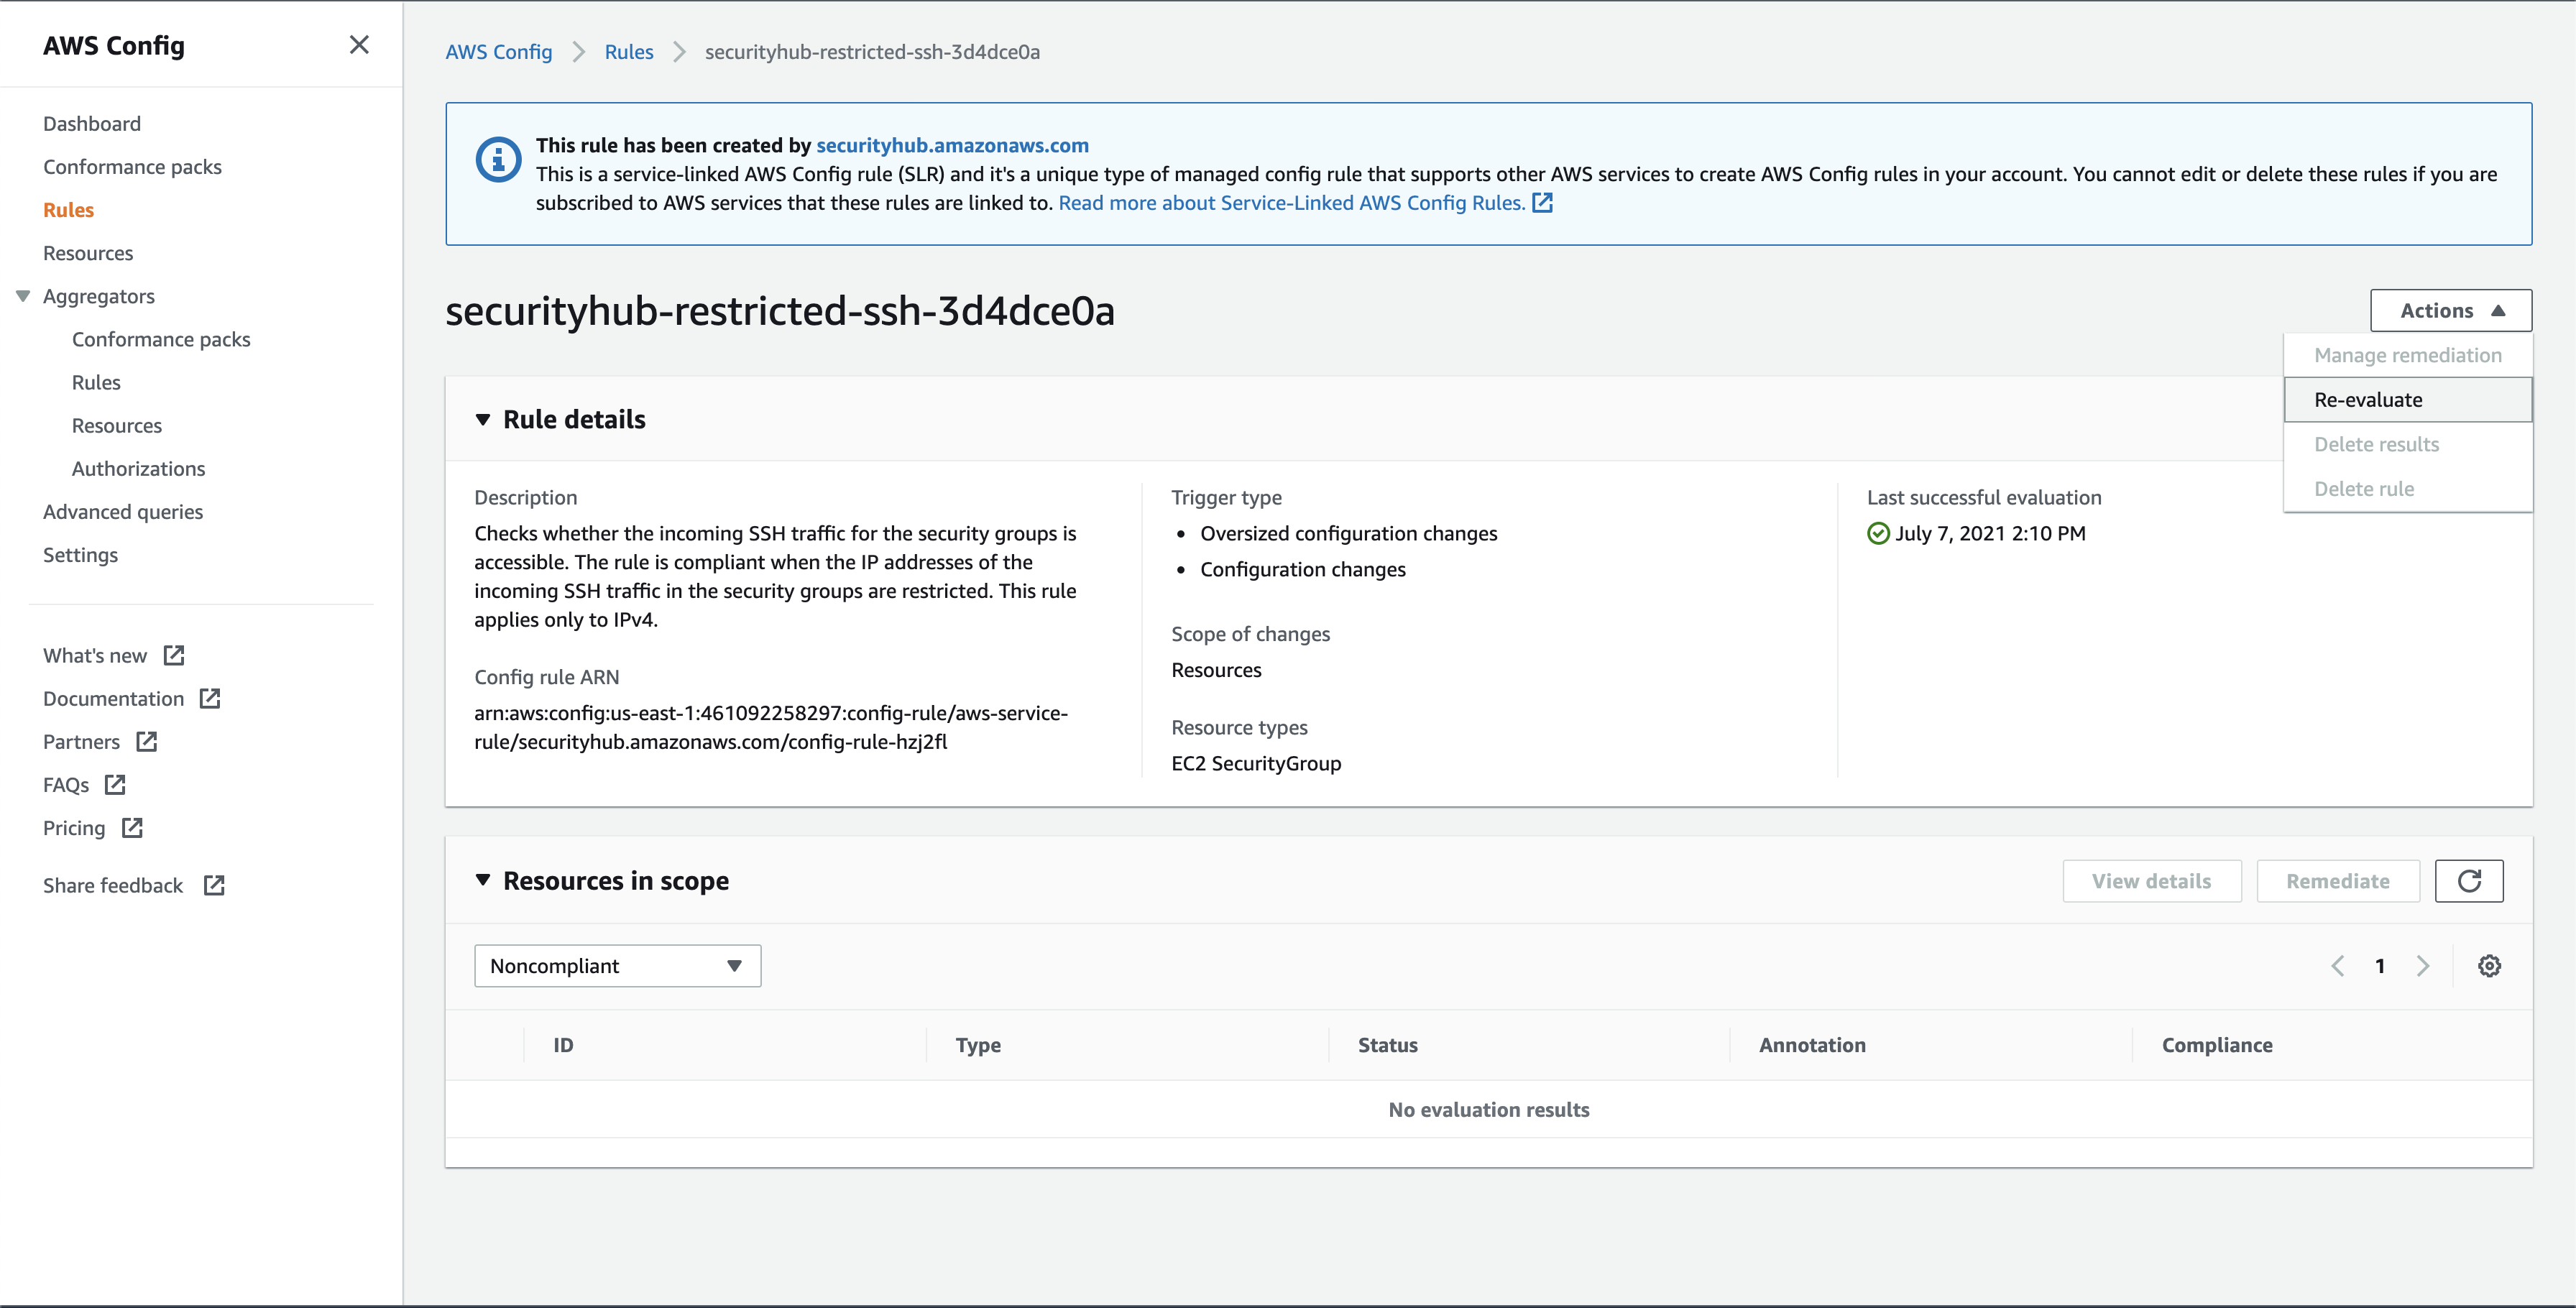 AWS Config
Dashboard
Conformance packs
Rules
Resources
Aggregators
Conformance packs
Rules
Resources
Authorizations
Advanced queries
Settings
What's new
Documentation
Partners
FAQs
Pricing
Share feedback
AWS Config > Rules > securityhub-restricted-ssh-3d4dce0a
This rule has been created by securityhub.amazonaws.com
This is a service-linked AWS Config rule (SLR) and it's a unique type of managed config rule that supports other AWS services to create AWS Config rules in your account. You cannot edit or delete these rules if you are
subscribed to AWS services that these rules are linked to. Read more about Service-Linked AWS Config Rules.
securityhub-restricted-ssh-3d4dce0a
Actions
Manage remediation
Re-evaluate
Delete results
Delete rule
Rule details
Description
Checks whether the incoming SSH traffic for the security groups is
accessible. The rule is compliant when the IP addresses of the
incoming SSH traffic in the security groups are restricted. This rule
applies only to IPv4.
Config rule ARN
arn:aws:config:us-east-1:461092258297:config-rule/aws-service-
rule/securityhub.amazonaws.com/config-rule-hzj2fl
Trigger type
• Oversized configuration changes
• Configuration changes
Scope of changes
Resources
Resource types
EC2 SecurityGroup
Last successful evaluation
July 7, 2021 2:10 PM
Resources in scope
View details
Remediate
Noncompliant
1
ID Type Status Annotation Compliance
No evaluation results